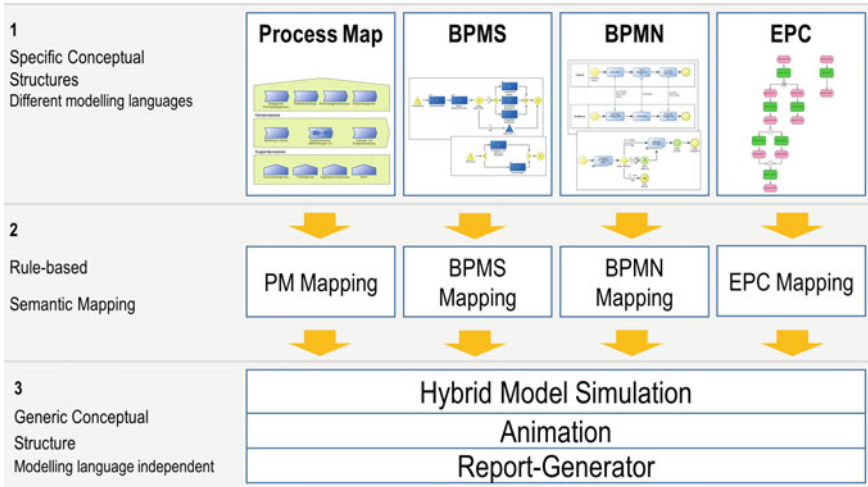 1
Specific Conceptual
Structures
Different modelling languages
Process Map
BPMS
BPMN
EPC
2
Rule-based
Semantic Mapping
PM Mapping
BPMS
Mapping
BPMN
Mapping
EPC Mapping
3
Generic Conceptual
Structure
Modelling language independent
Hybrid Model Simulation
Animation
Report-Generator